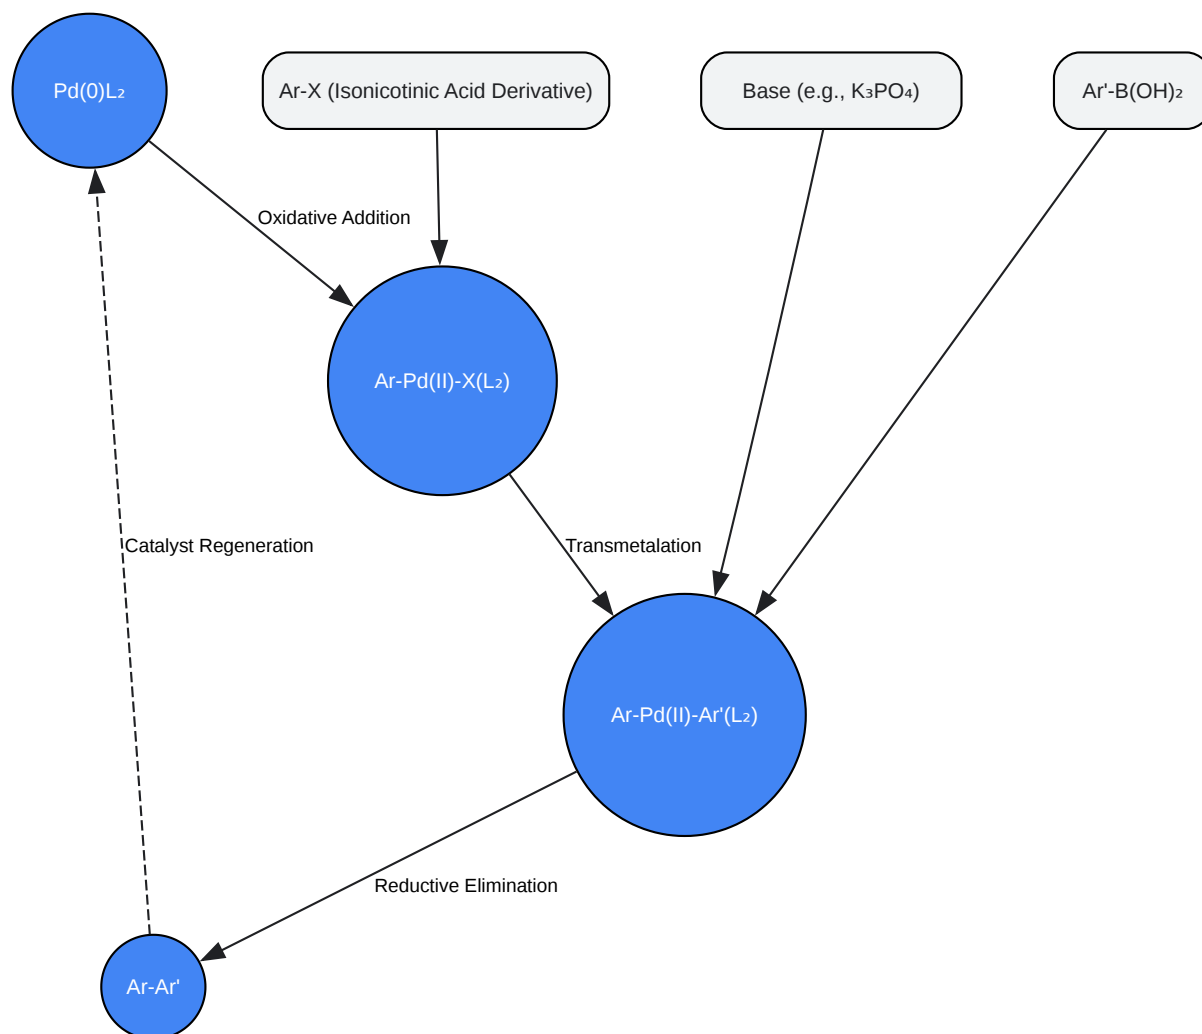 Pd(0)L₂
Ar-X (Isonicotinic Acid Derivative)
Base (e.g., K₃PO₄)
Ar'-B(OH)₂
Oxidative Addition
Ar-Pd(II)-X(L₂)
Catalyst Regeneration
Transmetalation
Ar-Pd(II)-Ar'(L₂)
Reductive Elimination
Ar-Ar'